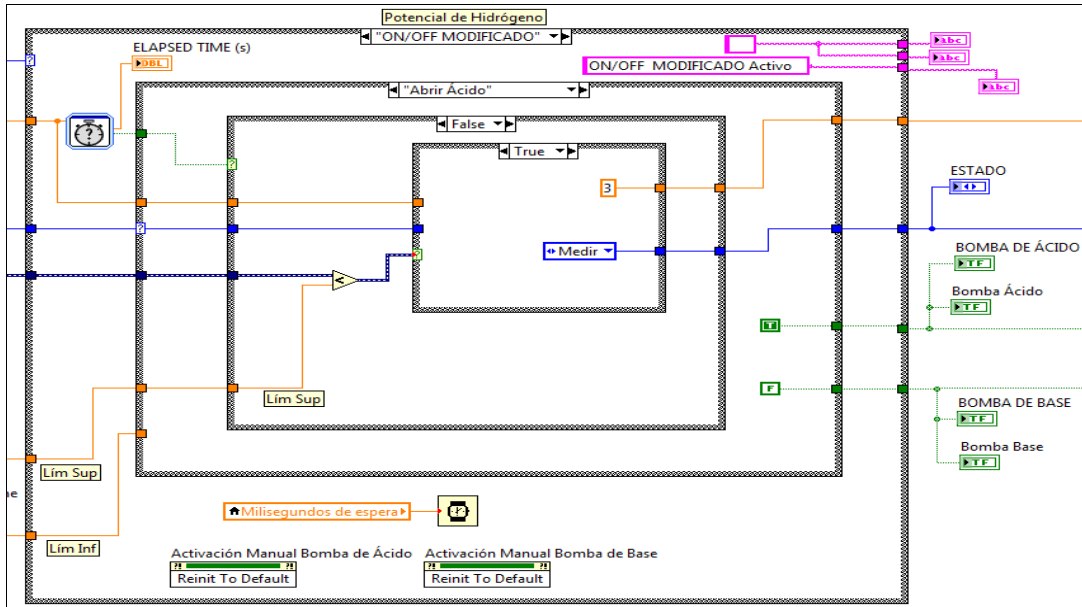 Potencial de Hidrógeno
"ON/OFF MODIFICADO"
abc
abc
ELAPSED TIME (s)
DBL
?
ON/OFF MODIFICADO Activo
abc
"Abrir Ácido"
False
?
?
True
3
ESTADO
?
Medir
BOMBA DE ÁCIDO
TF
?
<
Bomba Ácido
TF
T
F
Lím Sup
BOMBA DE BASE
TF
Bomba Base
TF
Lím Sup
ne
Milisegundos de espera
Lím Inf
Activación Manual Bomba de Ácido
Activación Manual Bomba de Base
?! ?!
?! ?!
Reinit To Default
Reinit To Default